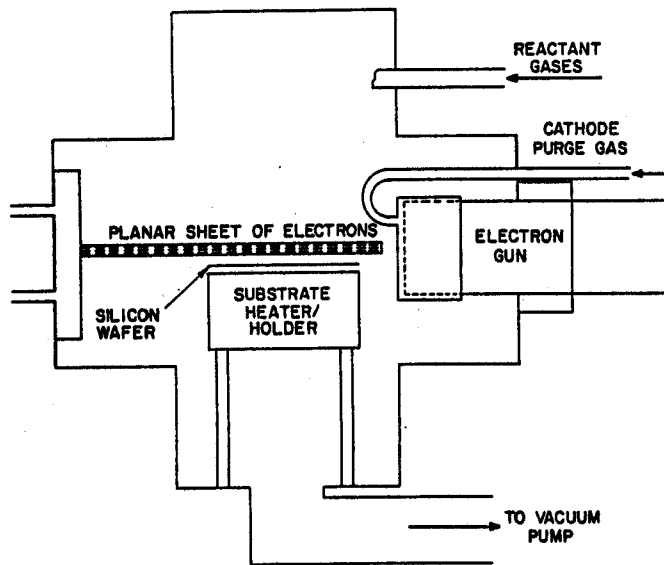 REACTANT
GASES
CATHODE
PURGE GAS
PLANAR SHEET OF ELECTRONS
ELECTRON
GUN
SILICON
WAFER
SUBSTRATE
HEATER/
HOLDER
TO VACUUM
PUMP